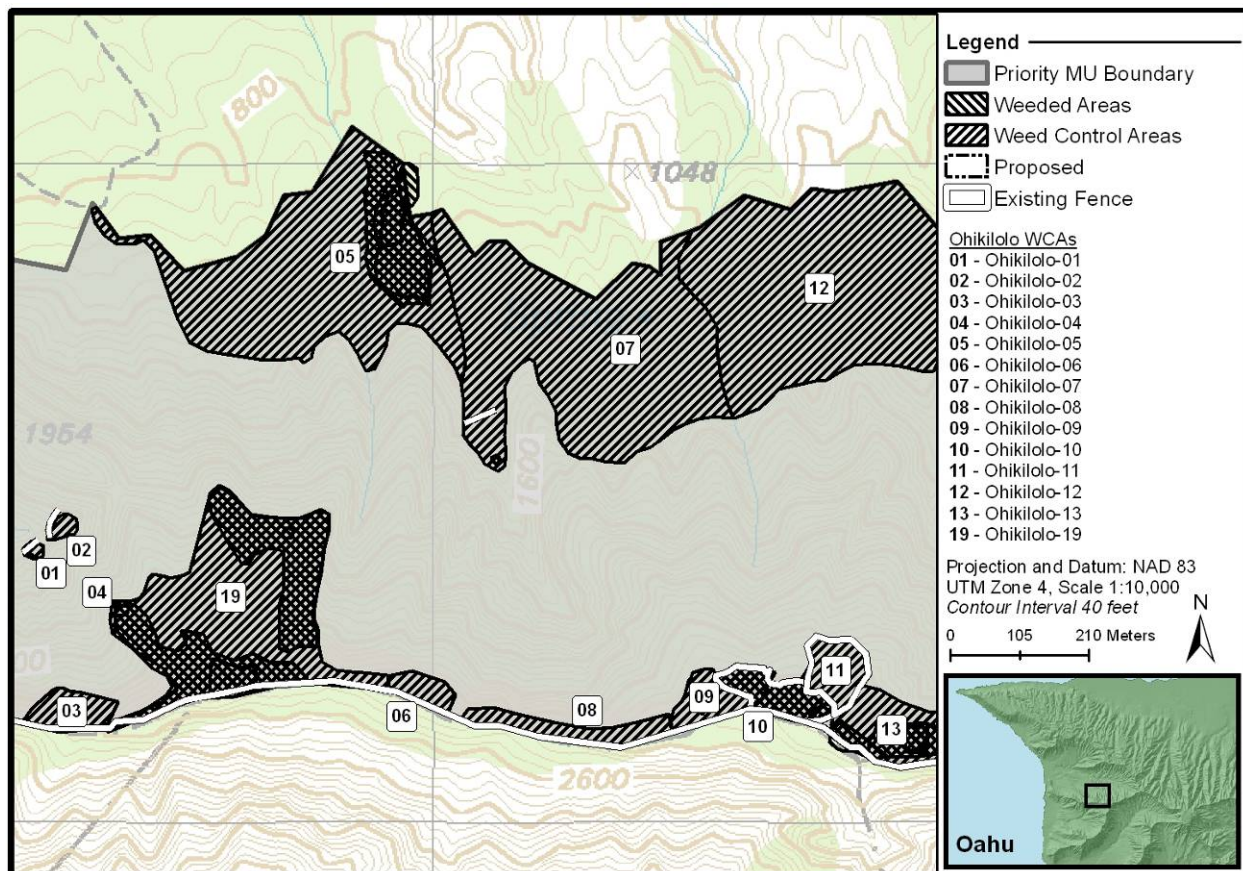 800
1048
05
12
07
1954
1600
02
01
04
19
11
03
09
06
08
10
13
00
2600
Legend
Priority MU Boundary
Weeded Areas
Weed Control Areas
Proposed
Existing Fence
Ohikilolo WCAs
01 - Ohikilolo-01
02 - Ohikilolo-02
03 - Ohikilolo-03
04 - Ohikilolo-04
05 - Ohikilolo-05
06 - Ohikilolo-06
07 - Ohikilolo-07
08 - Ohikilolo-08
09 - Ohikilolo-09
10 - Ohikilolo-10
11 - Ohikilolo-11
12 - Ohikilolo-12
13 - Ohikilolo-13
19 - Ohikilolo-19
Projection and Datum: NAD 83
UTM Zone 4, Scale 1:10,000
Contour Interval 40 feet
N
0 105 210 Meters
Oahu